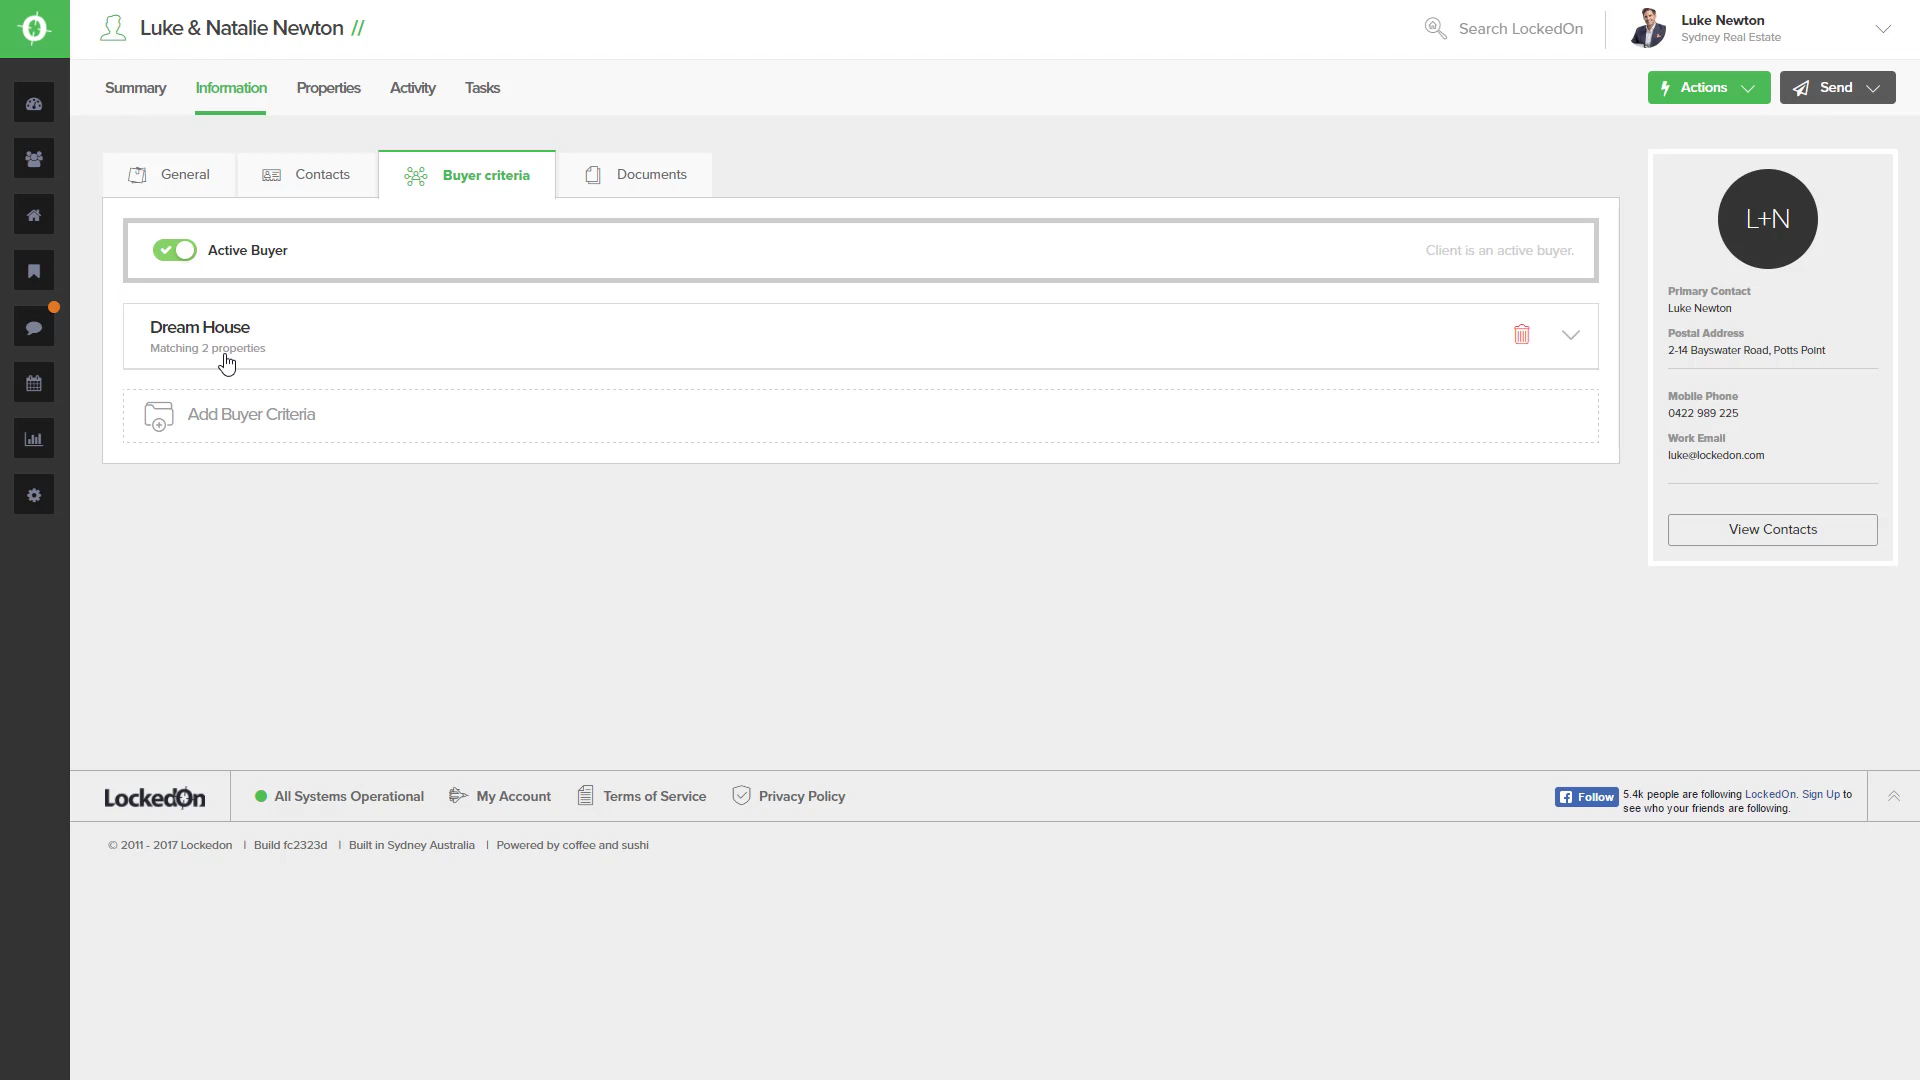 Luke & Natalie Newton //
Search LockedOn
Luke Newton
Sydney Real Estate
Summary
Information
Properties
Activity
Tasks
Actions
Send
General
Contacts
Buyer criteria
Documents
Active Buyer
Client is an active buyer.
Dream House
Matching 2 properties
Add Buyer Criteria
L+N
Primary Contact
Luke Newton
Postal Address
2-14 Bayswater Road, Potts Point
Mobile Phone
0422 989 225
Work Email
luke@lockedon.com
View Contacts
LockedOn
All Systems Operational
My Account
Terms of Service
Privacy Policy
Follow
5.4k people are following LockedOn. Sign Up to
see who your friends are following.
© 2011 - 2017 Lockedon | Build fc2323d | Built in Sydney Australia | Powered by coffee and sushi